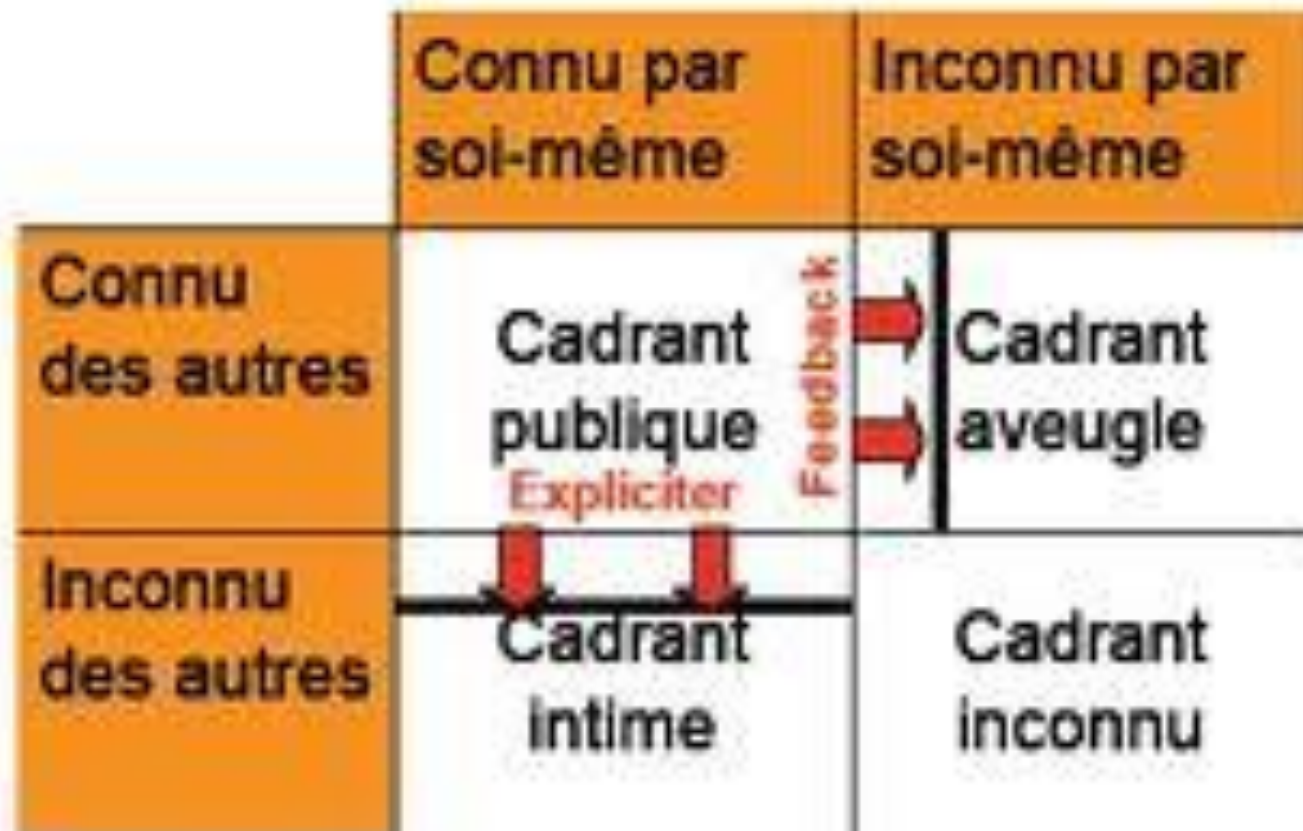 Connu par
soi-même
Inconnu par
soi-même
Connu
des autres
Cadrant
publique
Expliciter
Feedback
Cadrant
aveugle
Inconnu
des autres
Cadrant
intime
Cadrant
inconnu